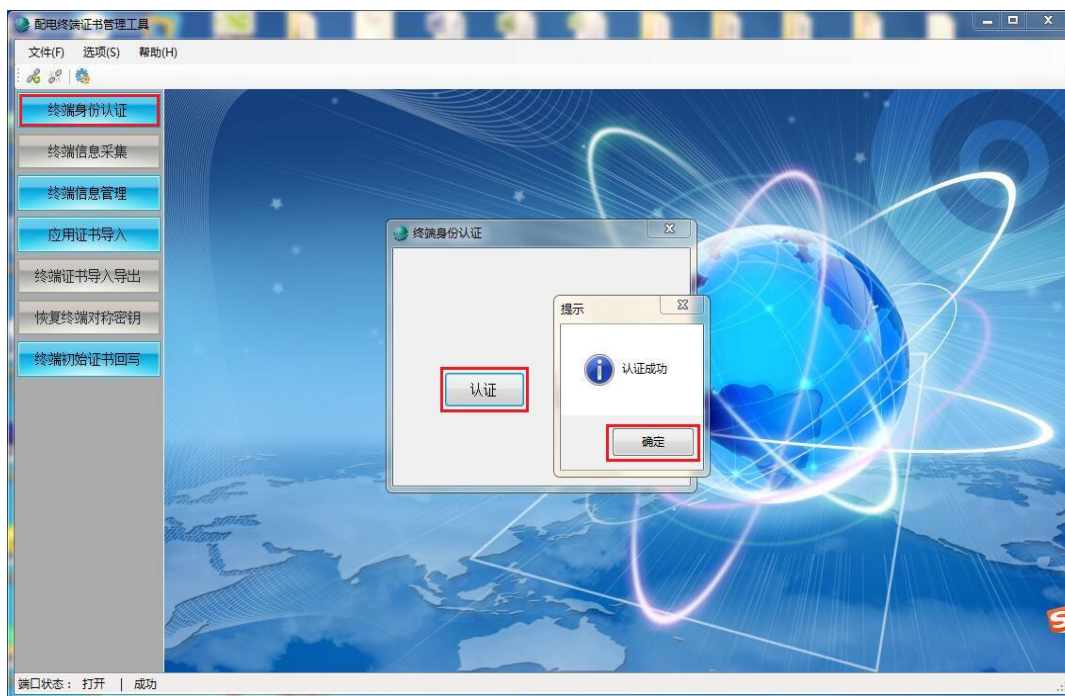 配电终端证书管理工具
文件(F) 选项(S) 帮助(H)
终端身份认证
终端信息采集
终端信息管理
应用证书导入
终端证书导入导出
恢复终端对称密钥
终端初始证书回写
终端身份认证
认证
提示
认证成功
确定
端口状态： 打开 | 成功